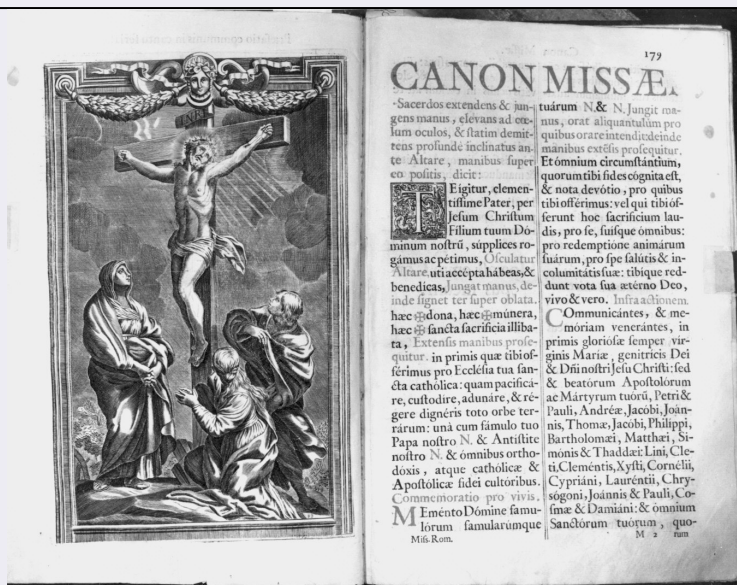 INRI
179
CANON MISSÆ.
Sacerdos extendens & jun-
gens manus, elevans ad cœ-
lum oculos, & ſtatim demit-
tens profunde inclinatus an-
te Altare, manibus ſuper
eo poſitis, dicit:
TE igitur, clemen-
tiſſime Pater, per
Jeſum Chriſtum
Filium tuum Dó-
minum noſtrũ, ſúpplices ro-
gámus ac pétimus, Oſculatur
Altare. uti accépta hábeas, &
benedicas, Jungat manus, de-
inde ſignet ter ſuper oblata.
hæc ✠ dona, hæc ✠ múnera,
hæc ✠ ſancta ſacrificia illiba-
ta, Extenſis manibus proſe-
quitur. in primis quæ tibi of-
férimus pro Eccléſia tua ſan-
cta cathólica: quam pacificá-
re, cuſtodíre, adunáre, & ré-
gere dignéris toto orbe ter-
rárum: unà cum fámulo tuo
Papa noſtro N. & Antíſtite
noſtro N. & ómnibus ortho-
dóxis, atque cathólicæ &
Apoſtólicæ fidei cultóribus.
Commemoratio pro vivis.
MEménto Dómine famu-
lórum famularúmque
Miſſ. Rom.
tuárum N. & N. Jungit ma-
nus, orat aliquantulùm pro
quibus orare intendit: deinde
manibus extẽſis proſequitur.
Et ómnium circumſtántium,
quorum tibi fides cógnita eſt,
& nota devótio, pro quibus
tibi offérimus: vel qui tibi óf-
ferunt hoc ſacrifícium lau-
dis, pro ſe, ſuíſque ómnibus:
pro redemptióne animárum
ſuárum, pro ſpe ſalútis & in-
columitátis ſuæ: tibíque red-
dunt vota ſua ætérno Deo,
vivo & vero. Infra actionem.
COmmunicántes, & me-
móriam venerántes, in
primis glorióſæ ſemper vír-
ginis Maríæ, genitrícis Dei
& Dñi noſtri Jeſu Chriſti: ſed
& beatórum Apoſtolórum
ac Mártyrum tuórũ, Petri &
Pauli, Andréæ, Jacóbi, Joán-
nis, Thomæ, Jacóbi, Philíppi,
Bartholomæi, Matthæi, Si-
mónis & Thaddæi: Lini, Cle-
ti, Cleméntis, Xyſti, Cornélii,
Cypriáni, Lauréntii, Chry-
sógoni, Joánnis & Pauli, Co-
ſmæ & Damiáni: & ómnium
Sanctórum tuórum, quo-
M 2 rum